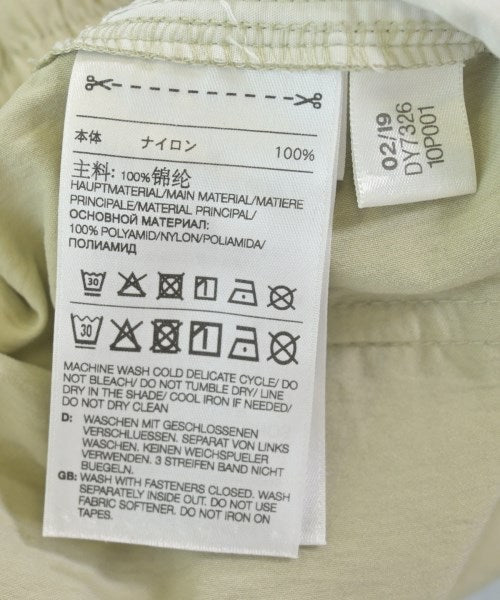 本体 ナイロン 100%
主料: 100%锦纶
HAUPTMATERIAL/MAIN MATERIAL/MATIERE
PRINCIPALE/MATERIAL PRINCIPAL/
ОСНОВНОЙ МАТЕРИАЛ:
100% POLYAMID/NYLON/POLIAMIDA/
ПОЛИАМИД
30
30
MACHINE WASH COLD DELICATE CYCLE/ DO
NOT BLEACH/ DO NOT TUMBLE DRY/ LINE
DRY IN THE SHADE/ COOL IRON IF NEEDED/
DO NOT DRY CLEAN
D: WASCHEN MIT GESCHLOSSENEN
VERSCHLUESSEN. SEPARAT VON LINKS
WASCHEN. KEINEN WEICHSPUELER
VERWENDEN. 3 STREIFEN BAND NICHT
BUEGELN.
GB: WASH WITH FASTENERS CLOSED. WASH
SEPARATELY INSIDE OUT. DO NOT USE
FABRIC SOFTENER. DO NOT IRON ON
TAPES.
02/19
DY7326
10P001